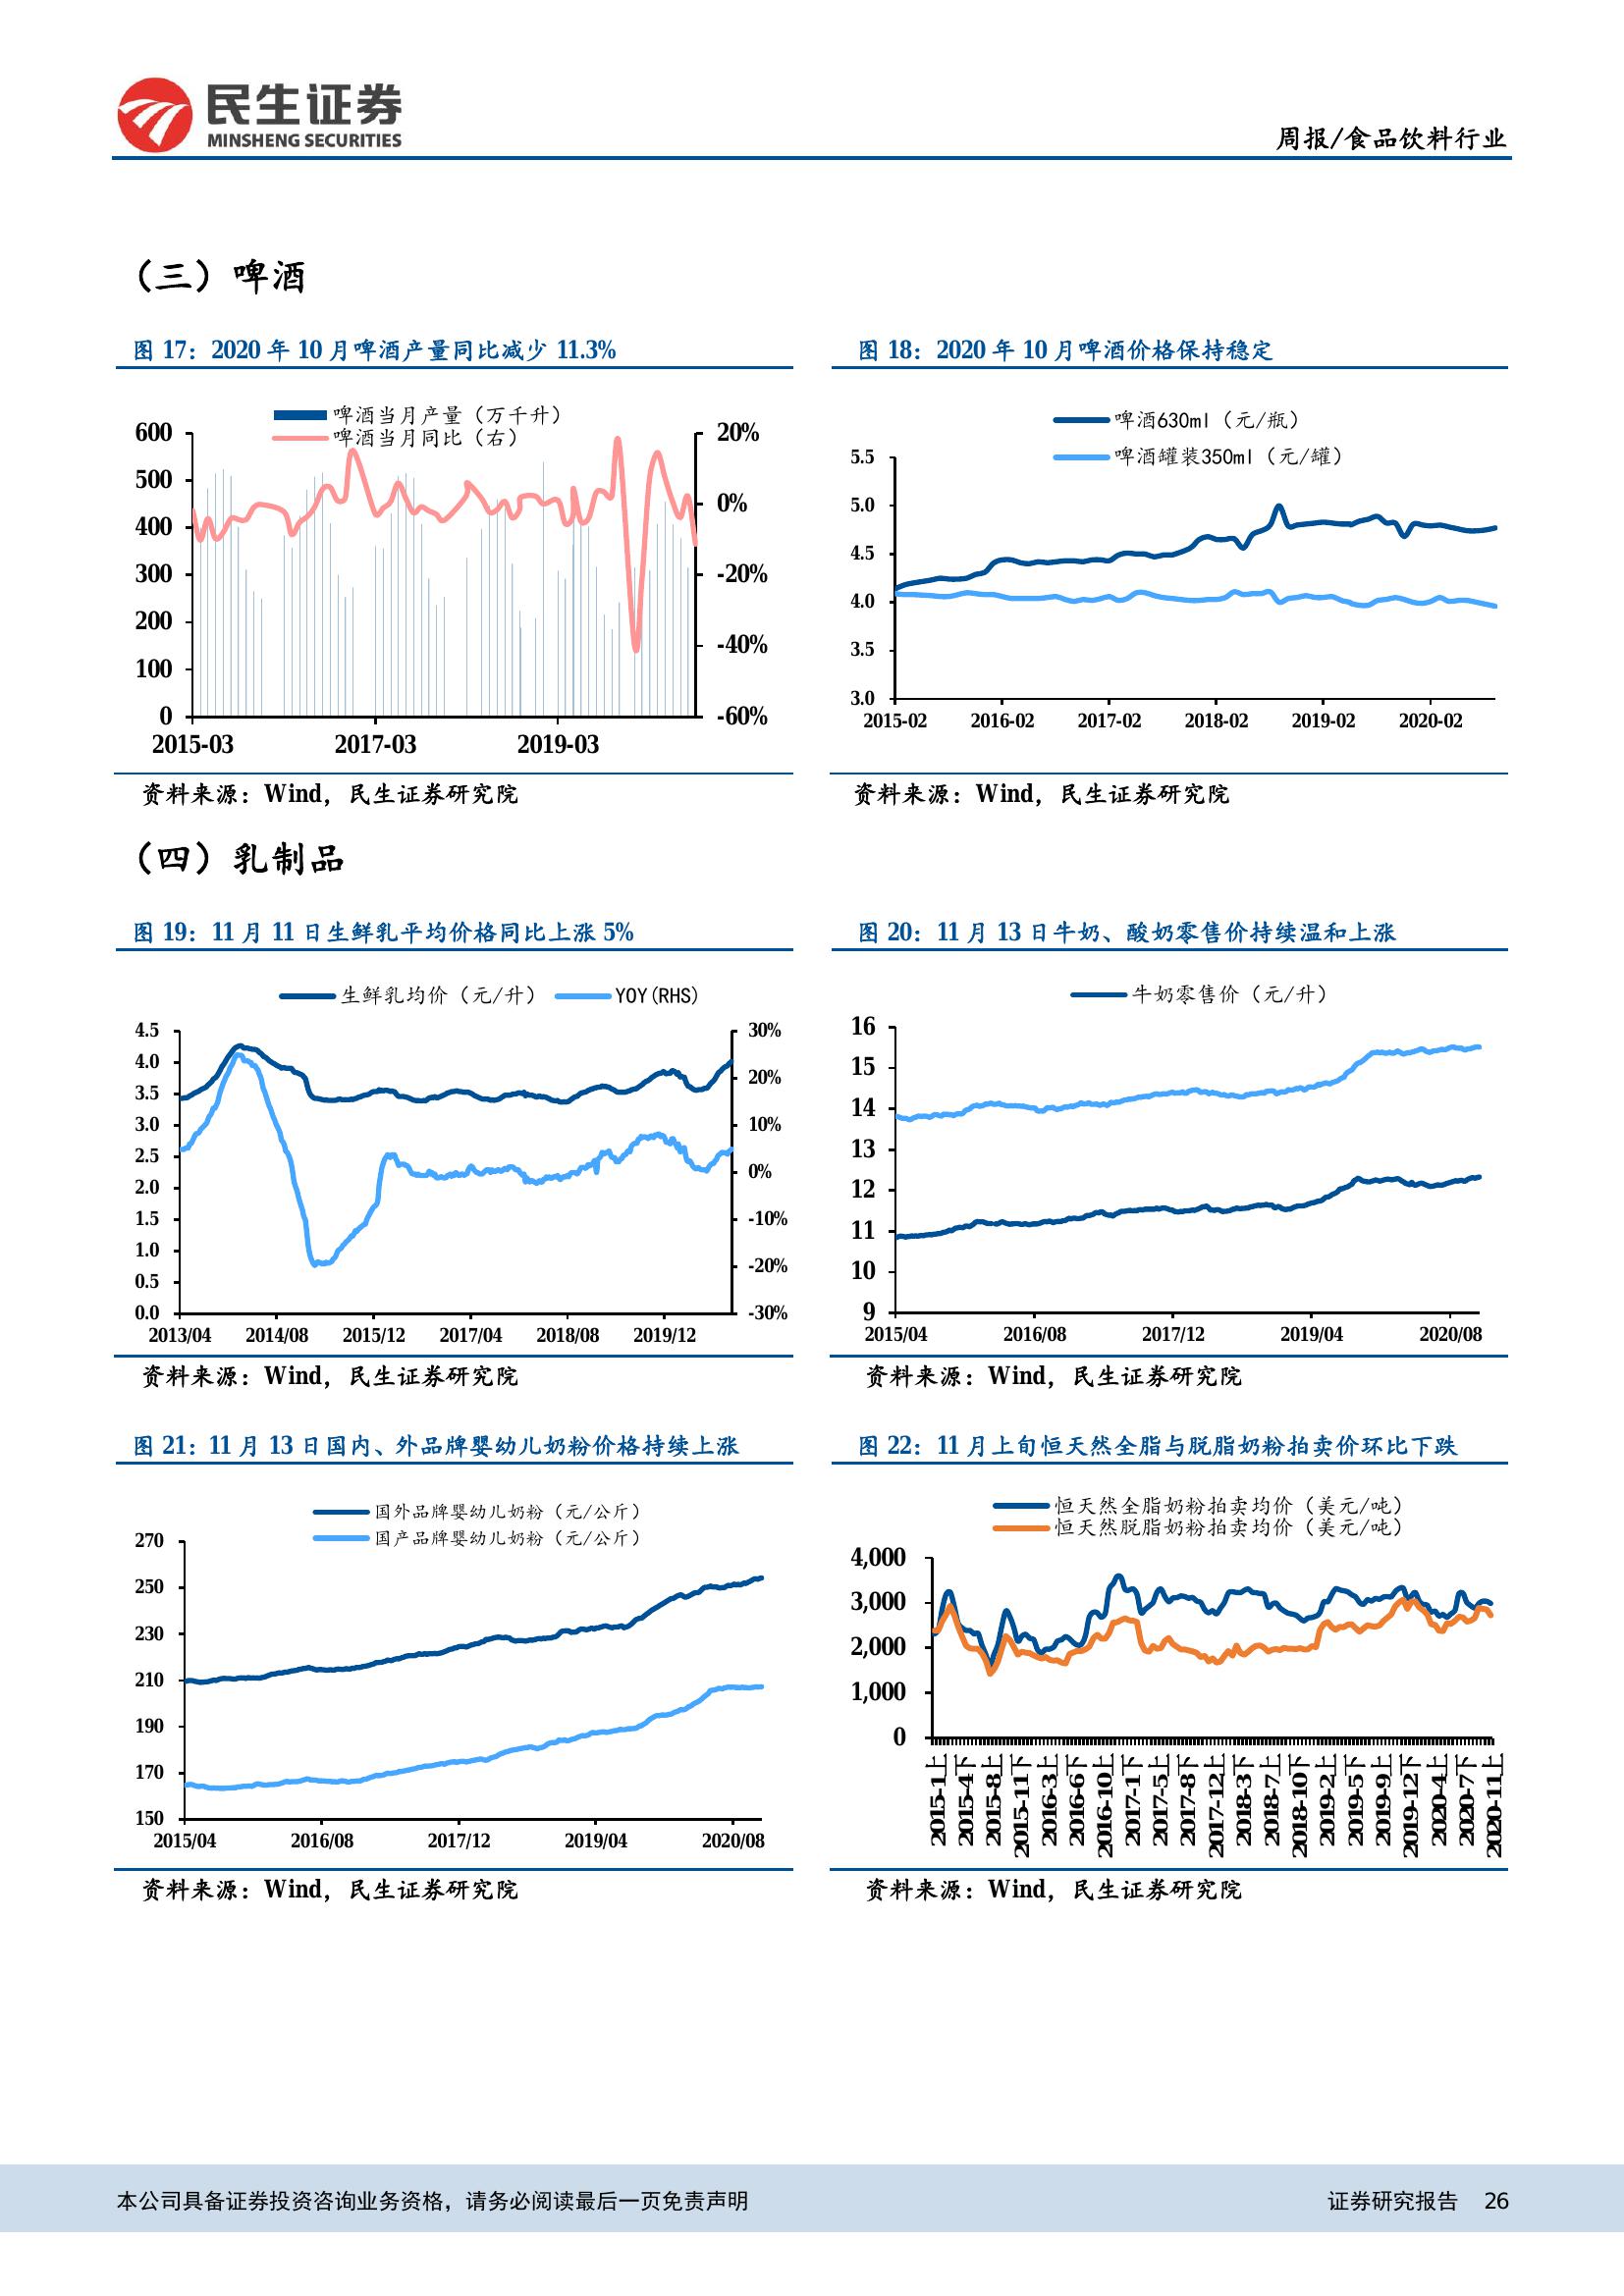 民生证券
MINSHENG SECURITIES
周报/食品饮料行业
（三）啤酒
图 17：2020 年 10 月啤酒产量同比减少 11.3%
啤酒当月产量（万千升）
啤酒当月同比（右）
600
500
400
300
200
100
0
20%
0%
-20%
-40%
-60%
2015-03 2017-03 2019-03
资料来源：Wind，民生证券研究院
图 18：2020 年 10 月啤酒价格保持稳定
啤酒630ml（元/瓶）
啤酒罐装350ml（元/罐）
5.5
5.0
4.5
4.0
3.5
3.0
2015-02 2016-02 2017-02 2018-02 2019-02 2020-02
资料来源：Wind，民生证券研究院
（四）乳制品
图 19：11 月 11 日生鲜乳平均价格同比上涨 5%
生鲜乳均价（元/升） YOY(RHS)
4.5
4.0
3.5
3.0
2.5
2.0
1.5
1.0
0.5
0.0
30%
20%
10%
0%
-10%
-20%
-30%
2013/04 2014/08 2015/12 2017/04 2018/08 2019/12
资料来源：Wind，民生证券研究院
图 20：11 月 13 日牛奶、酸奶零售价持续温和上涨
牛奶零售价（元/升）
16
15
14
13
12
11
10
9
2015/04 2016/08 2017/12 2019/04 2020/08
资料来源：Wind，民生证券研究院
图 21：11 月 13 日国内、外品牌婴幼儿奶粉价格持续上涨
国外品牌婴幼儿奶粉（元/公斤）
国产品牌婴幼儿奶粉（元/公斤）
270
250
230
210
190
170
150
2015/04 2016/08 2017/12 2019/04 2020/08
资料来源：Wind，民生证券研究院
图 22：11 月上旬恒天然全脂与脱脂奶粉拍卖价环比下跌
恒天然全脂奶粉拍卖均价（美元/吨）
恒天然脱脂奶粉拍卖均价（美元/吨）
4,000
3,000
2,000
1,000
0
2015-1上
2015-4下
2015-8上
2015-11下
2016-3上
2016-6下
2016-10上
2017-1下
2017-5上
2017-8下
2017-12上
2018-3下
2018-7上
2018-10下
2019-2上
2019-5下
2019-9上
2019-12下
2020-4上
2020-7下
2020-11上
资料来源：Wind，民生证券研究院
本公司具备证券投资咨询业务资格，请务必阅读最后一页免责声明
证券研究报告 26